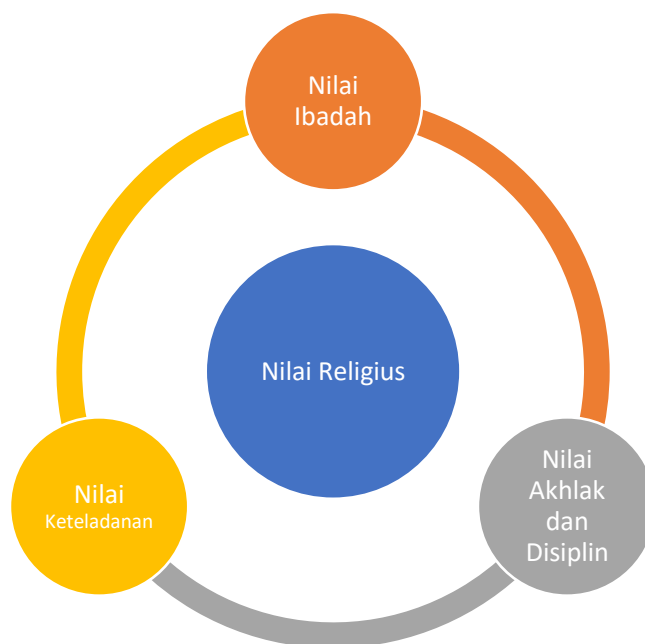 Nilai
Ibadah
Nilai Religius
Nilai
Keteladanan
Nilai
Akhlak
dan
Disiplin